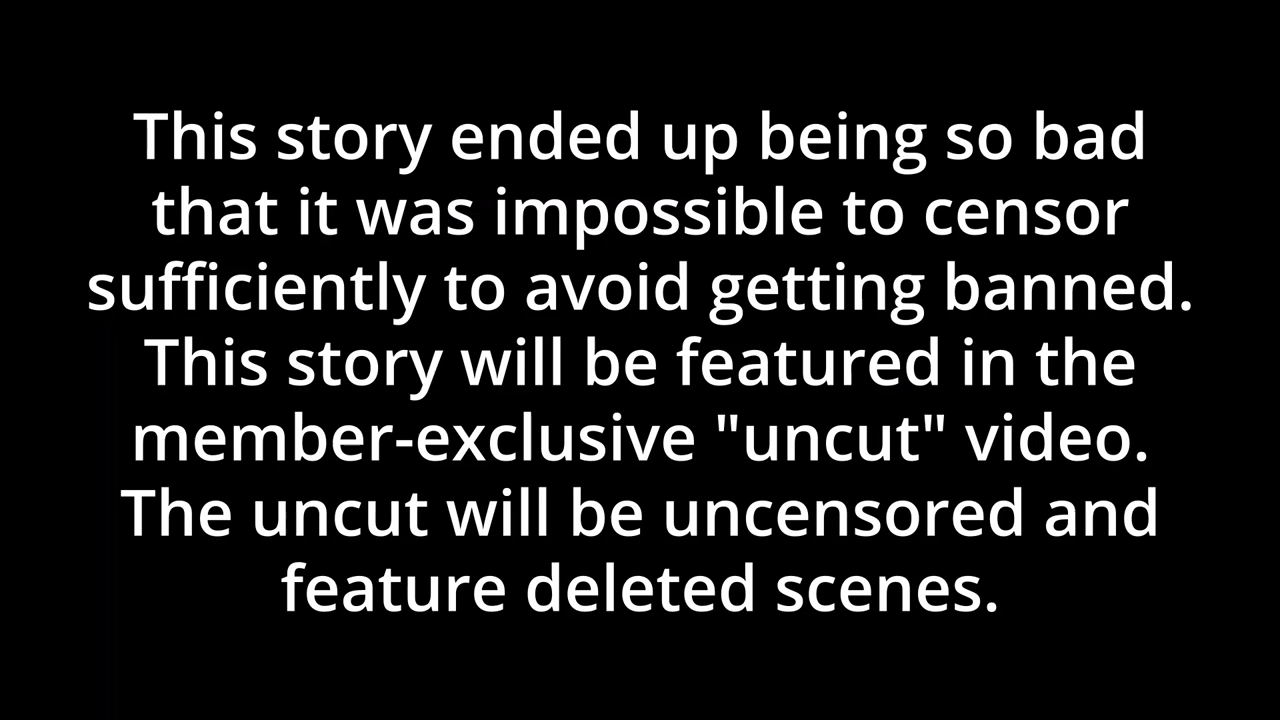 This story ended up being so bad
that it was impossible to censor
sufficiently to avoid getting banned.
This story will be featured in the
member-exclusive "uncut" video.
The uncut will be uncensored and
feature deleted scenes.